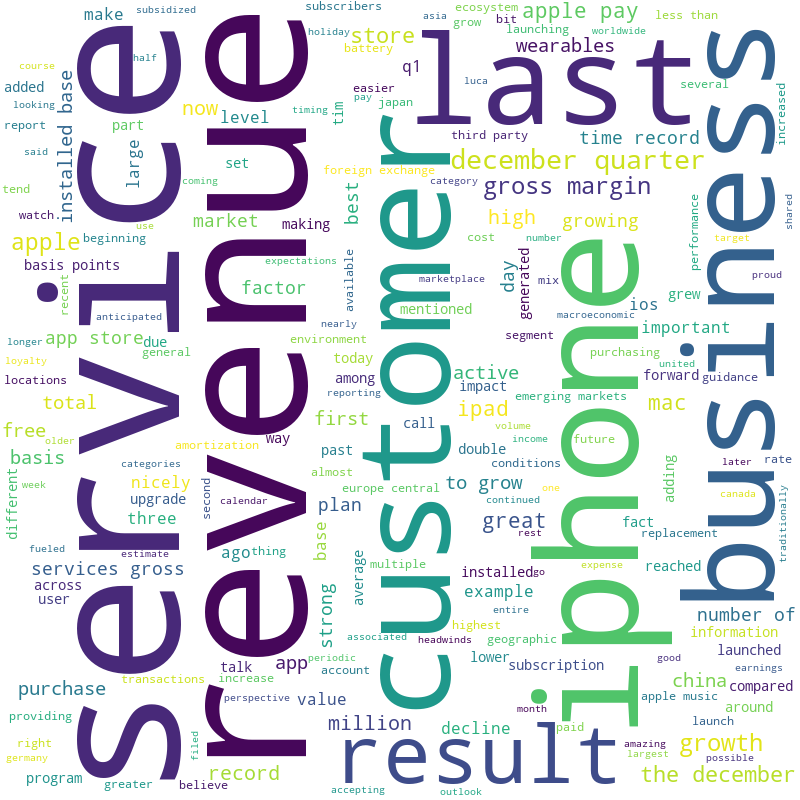 make
subsidized
subscribers
ecosystem
apple pay
less than
holiday
asia
grow
bit
launching
worldwide
store
wearables
last
course
half
battery
q1
easier
luca
several
added
looking
installed base
now
level
timing
tim
pay
japan
increased
report
said
part
large
third party
time record
set
foreign exchange
december quarter
tend
coming
category
gross margin
watch.
use
market
making
best
high
growing
performance
shared
apple
beginning
cost
number
target
basis points
expectations
available
day
generated
marketplace
mix
grew
proud
recent
factor
anticipated
nearly
mentioned
macroeconomic
ios
longer
app store
due
environment
segment
important
general
today
purchasing
loyalty
active
united
locations
among
reporting
impact
emerging markets
forward
guidance
total
first
ipad
mac
free
older
way
past
call
volume
income
future
basis
amortization
almost
double
conditions
later
rate
categories
nicely
week
different
upgrade
second
calendar
europe central
to grow
continued
one
adding
canada
traditionally
three
plan
great
fact
replacement
rest
fueled
estimate
ago
thing
base
average
multiple
services gross
installed
go
expense
reached
across
user
strong
example
entire
number of
highest
information
associated
headwinds
geographic
talk
app
periodic
lower
subscription
good
launched
earnings
transactions
increase
account
china
compared
purchase
perspective
value
month
apple music
providing
million
decline
paid
launch
around
right
filed
result
amazing
growth
germany
largest
possible
program
greater
believe
record
accepting
outlook
the december
service
revenue
customer
iphone
business